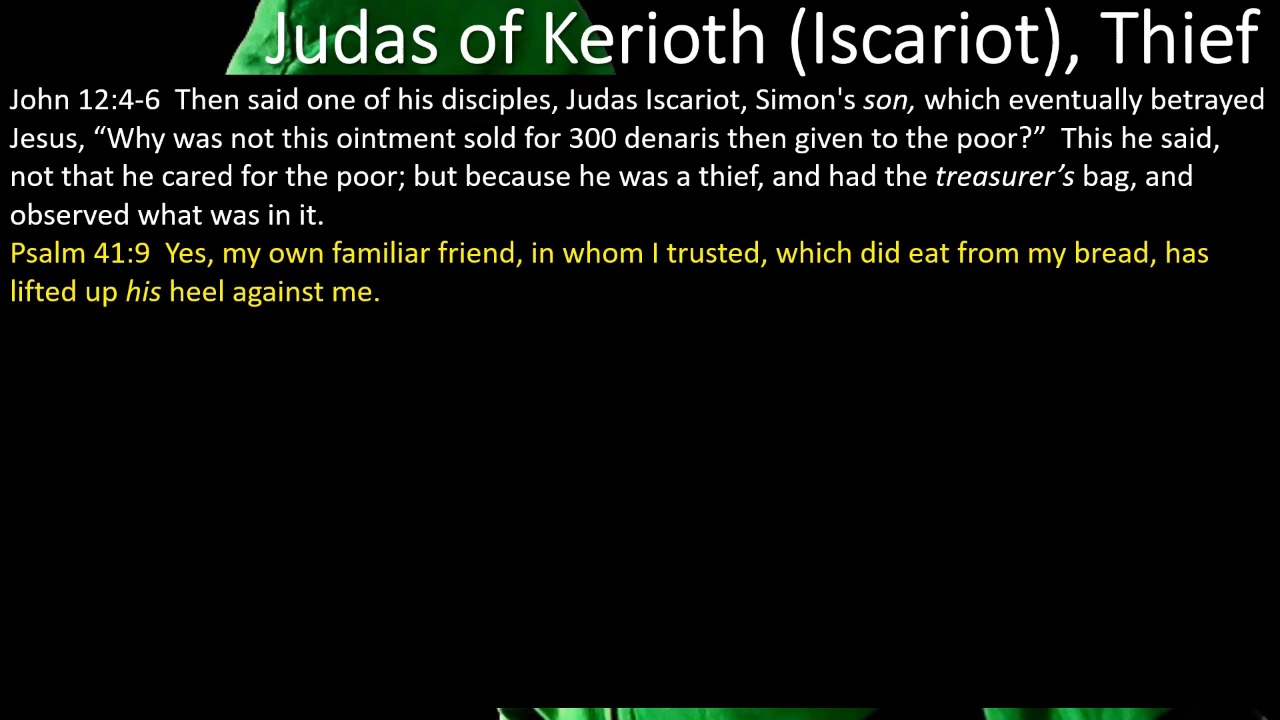 Judas of Kerioth (Iscariot), Thief
John 12:4-6  Then said one of his disciples, Judas Iscariot, Simon's son, which eventually betrayed
Jesus, “Why was not this ointment sold for 300 denaris then given to the poor?”  This he said,
not that he cared for the poor; but because he was a thief, and had the treasurer’s bag, and
observed what was in it.
Psalm 41:9  Yes, my own familiar friend, in whom I trusted, which did eat from my bread, has
lifted up his heel against me.